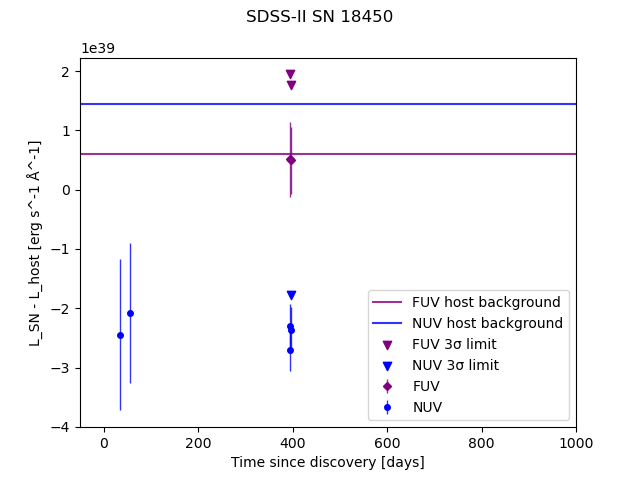 SDSS-II SN 18450
1e39
2
1
0
−1
−2
−3
−4
L_SN - L_host [erg s^-1 Å^-1]
FUV host background
NUV host background
FUV 3σ limit
NUV 3σ limit
FUV
NUV
0 200 400 600 800 1000
Time since discovery [days]